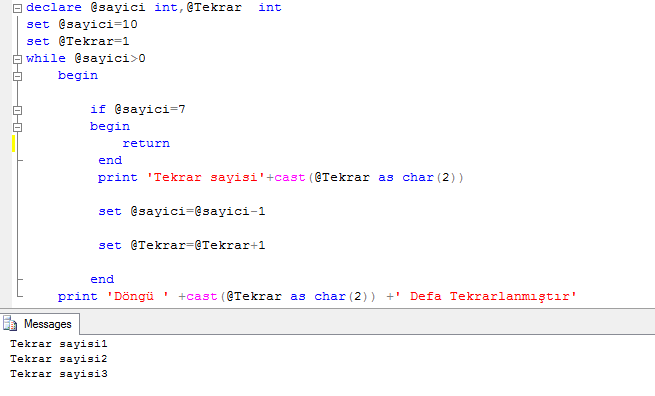 declare @sayici int,@Tekrar  int
set @sayici=10
set @Tekrar=1
while @sayici>0
begin
if @sayici=7
begin
return
end
print 'Tekrar sayisi'+cast(@Tekrar as char(2))
set @sayici=@sayici-1
set @Tekrar=@Tekrar+1
end
print 'Döngü ' +cast(@Tekrar as char(2)) +' Defa Tekrarlanmıştır'
Messages
Tekrar sayisi1
Tekrar sayisi2
Tekrar sayisi3